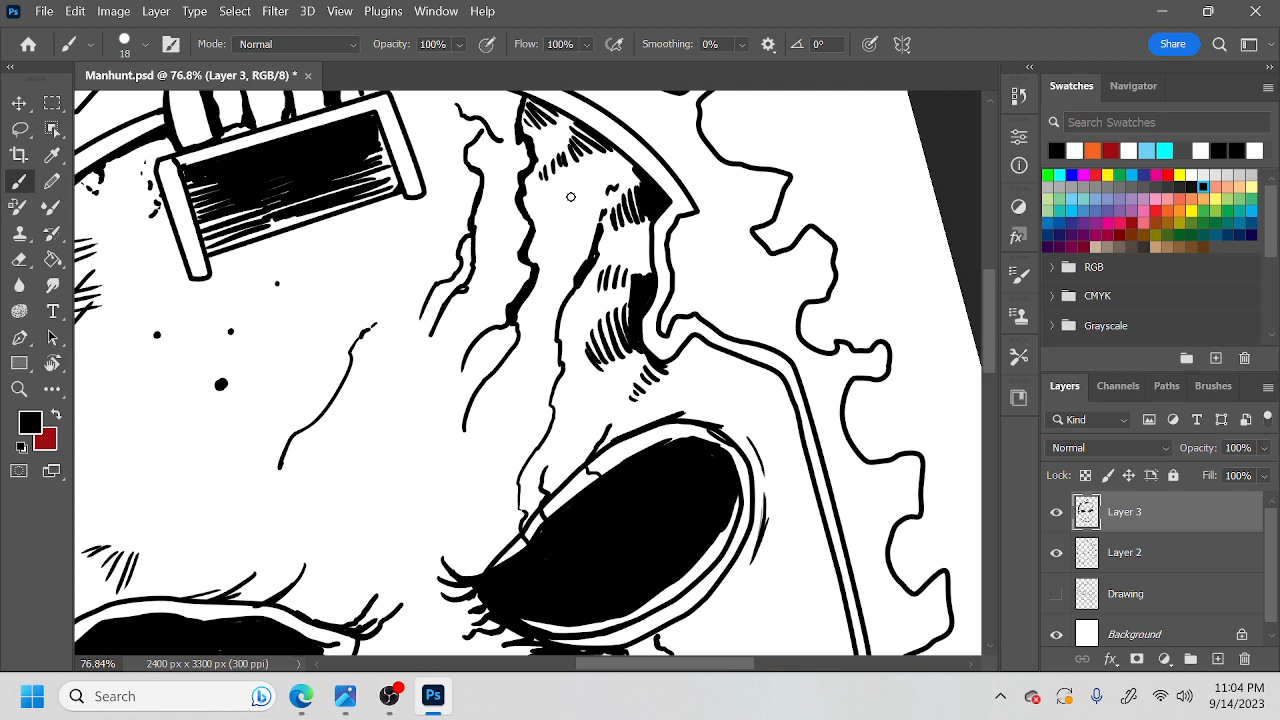 Ps File Edit Image Layer Type Select Filter 3D View Plugins Window Help
18 Mode: Normal Opacity: 100% Flow: 100% Smoothing: 0% 0° Share
Manhunt.psd @ 76.8% (Layer 3, RGB/8) *
Swatches Navigator
Search Swatches
RGB
CMYK
Grayscale
Layers Channels Paths Brushes
Kind
Normal Opacity: 100%
Lock: Fill: 100%
Layer 3
Layer 2
Drawing
Background
76.84% 2400 px x 3300 px (300 ppi)
Search Ps 11:04 PM
9/14/2023